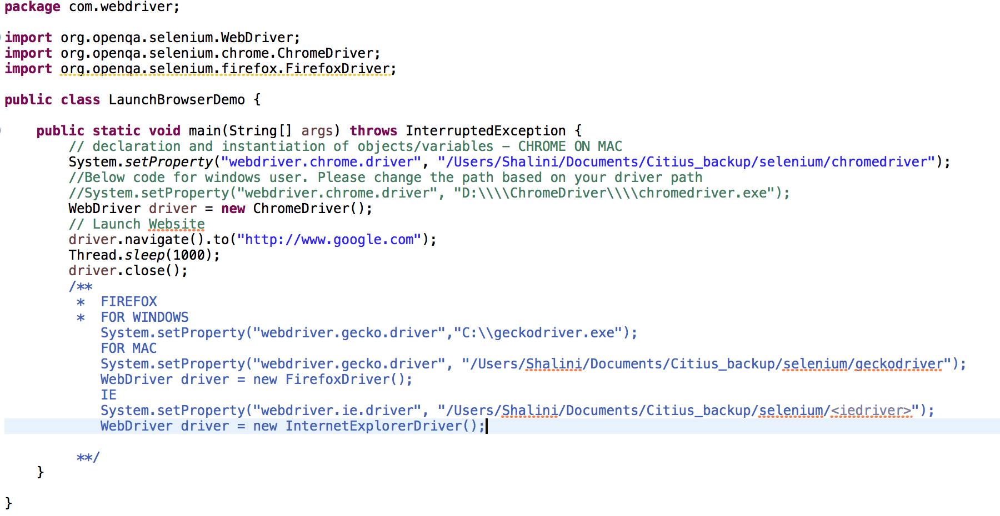 package com.webdriver;
import org.openqa.selenium.WebDriver;
import org.openqa.selenium.chrome.ChromeDriver;
import org.openqa.selenium.firefox.FirefoxDriver;
public class LaunchBrowserDemo {
public static void main(String[] args) throws InterruptedException {
// declaration and instantiation of objects/variables – CHROME ON MAC
System.setProperty("webdriver.chrome.driver", "/Users/Shalini/Documents/Citius_backup/selenium/chromedriver");
//Below code for windows user. Please change the path based on your driver path
//System.setProperty("webdriver.chrome.driver", "D:\\\\ChromeDriver\\\\chromedriver.exe");
WebDriver driver = new ChromeDriver();
// Launch Website
driver.navigate().to("http://www.google.com");
Thread.sleep(1000);
driver.close();
/**
* FIREFOX
* FOR WINDOWS
System.setProperty("webdriver.gecko.driver","C:\\geckodriver.exe");
FOR MAC
System.setProperty("webdriver.gecko.driver", "/Users/Shalini/Documents/Citius_backup/selenium/geckodriver");
WebDriver driver = new FirefoxDriver();
IE
System.setProperty("webdriver.ie.driver", "/Users/Shalini/Documents/Citius_backup/selenium/<iedriver>");
WebDriver driver = new InternetExplorerDriver();
**/
}
}